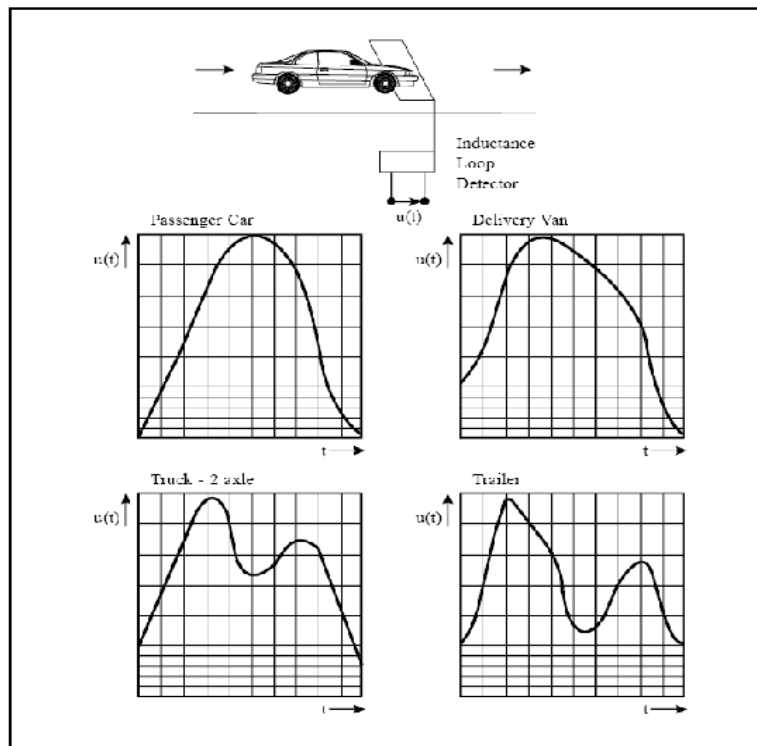 Inductance
Loop
Detector
u(t)
Passenger Car
Delivery Van
u(t)
u(t)
t
t
Truck - 2 axle
Trailer
u(t)
u(t)
t
t